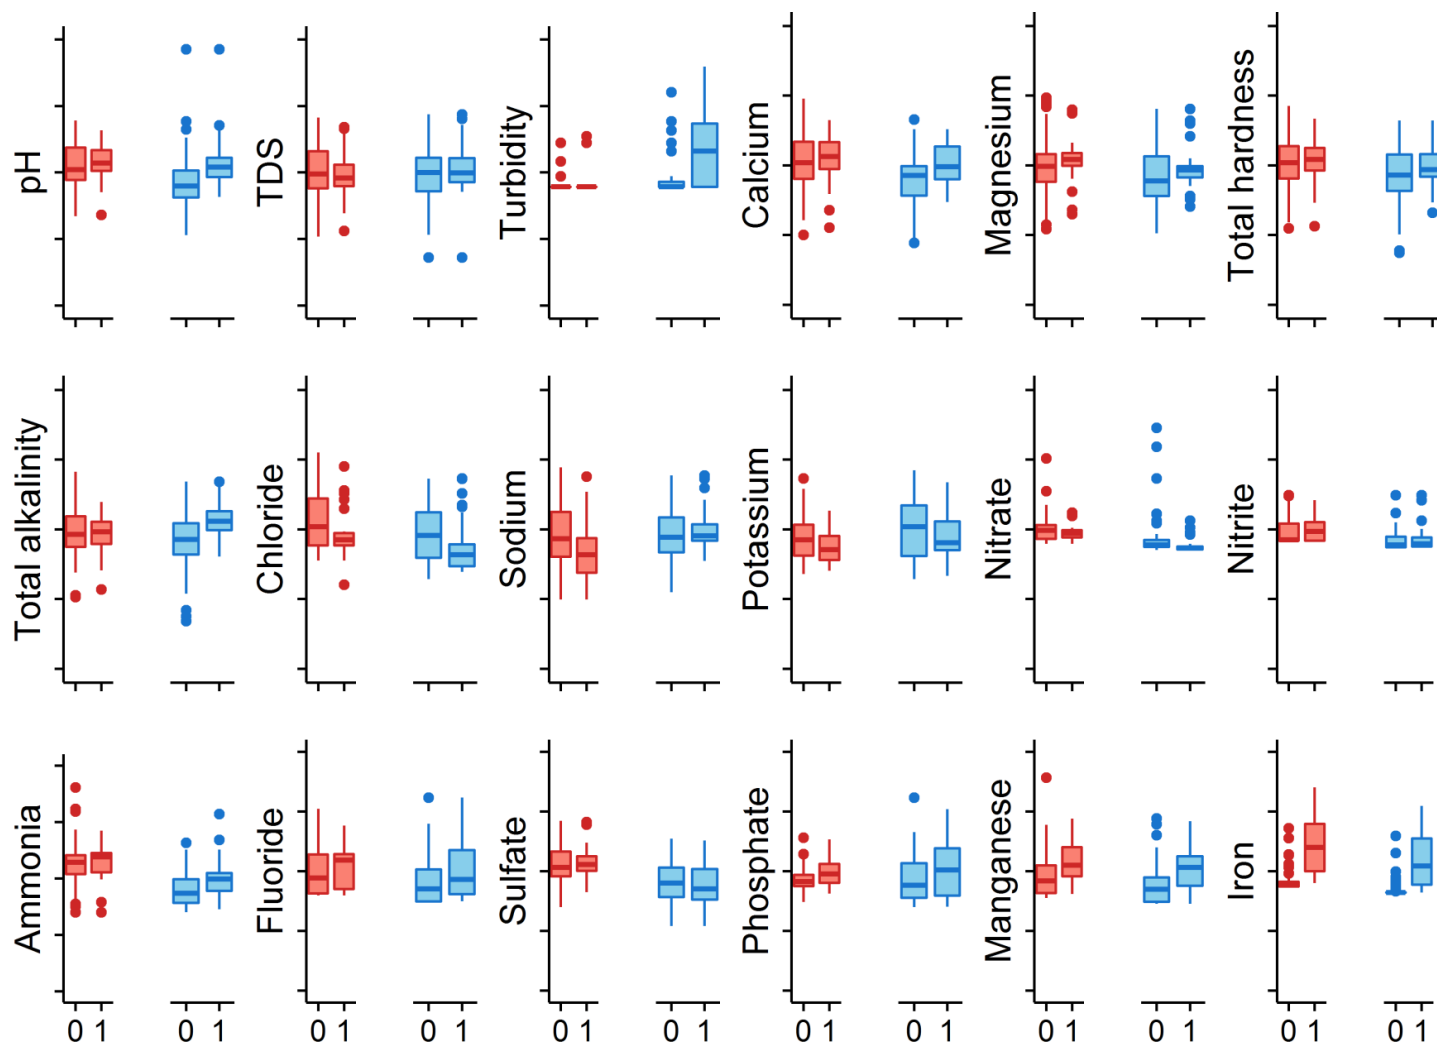 pH
TDS
Turbidity
Calcium
Magnesium
Total hardness
Total alkalinity
Chloride
Sodium
Potassium
Nitrate
Nitrite
Ammonia
Fluoride
Sulfate
Phosphate
Manganese
Iron
0 1 0 1 0 1 0 1 0 1 0 1 0 1 0 1 0 1 0 1 0 1 0 1